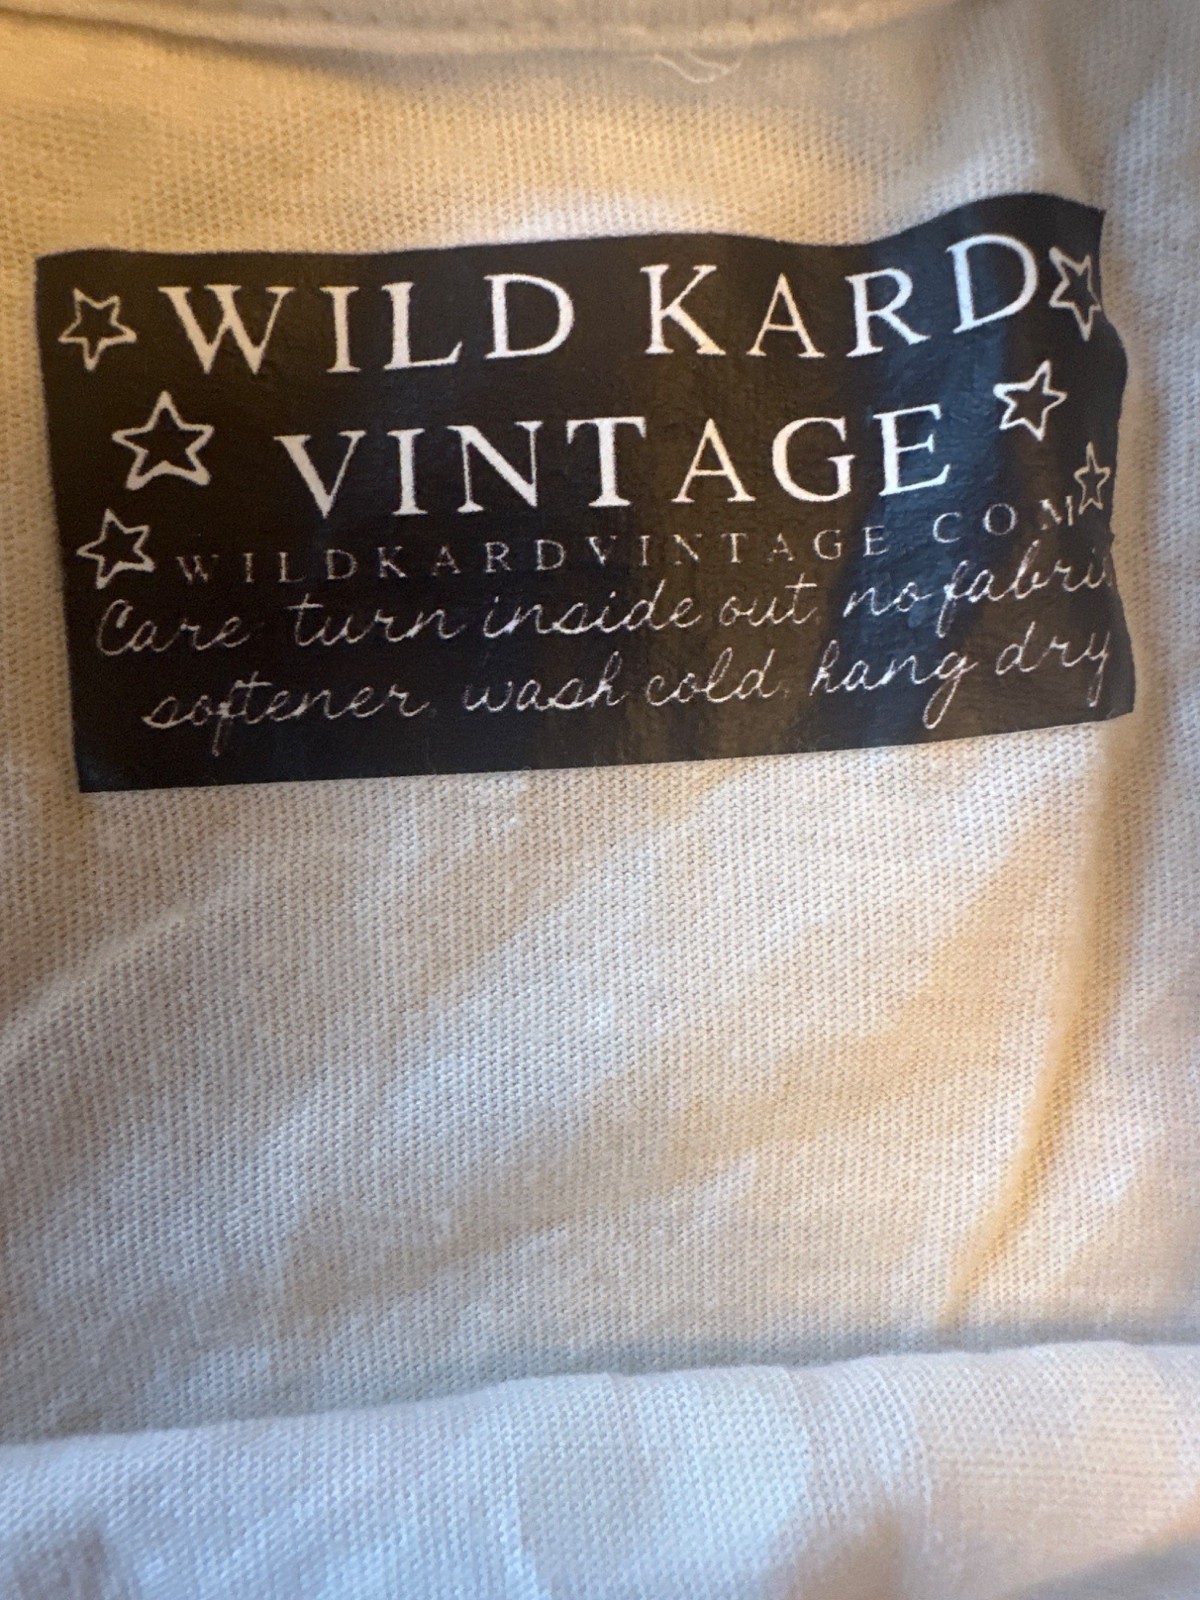 WILD KARD
VINTAGE
WILDKARDVINTAGE.COM
Care turn inside out, no fabric
softener, wash cold, hang dry